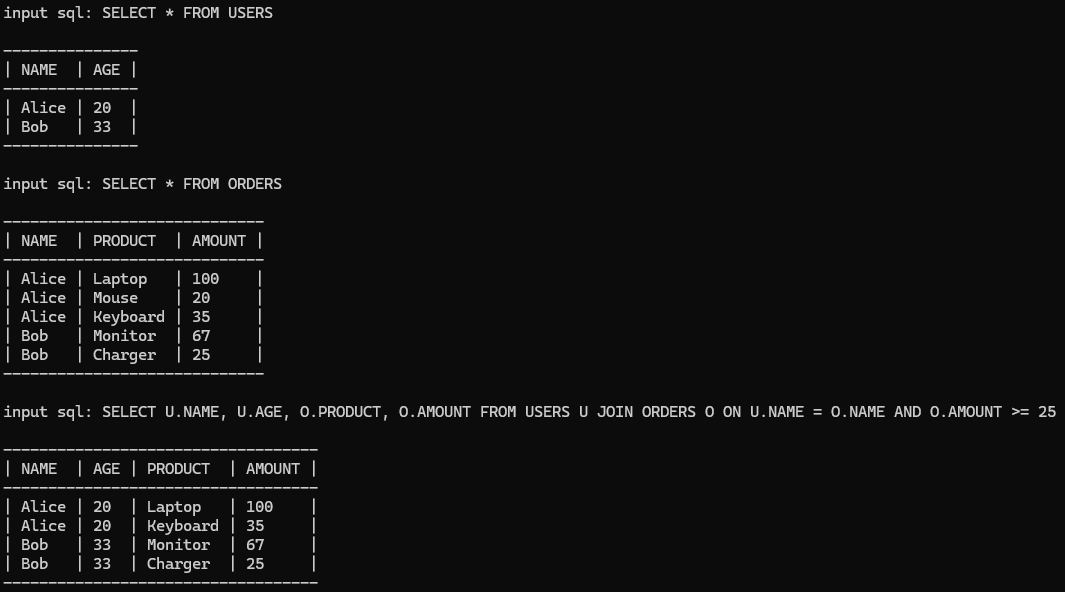 input sql: SELECT * FROM USERS
---------------
| NAME  | AGE |
---------------
| Alice | 20  |
| Bob   | 33  |
---------------
input sql: SELECT * FROM ORDERS
-----------------------------
| NAME  | PRODUCT  | AMOUNT |
-----------------------------
| Alice | Laptop   | 100    |
| Alice | Mouse    | 20     |
| Alice | Keyboard | 35     |
| Bob   | Monitor  | 67     |
| Bob   | Charger  | 25     |
-----------------------------
input sql: SELECT U.NAME, U.AGE, O.PRODUCT, O.AMOUNT FROM USERS U JOIN ORDERS O ON U.NAME = O.NAME AND O.AMOUNT >= 25
-----------------------------------
| NAME  | AGE | PRODUCT  | AMOUNT |
-----------------------------------
| Alice | 20  | Laptop   | 100    |
| Alice | 20  | Keyboard | 35     |
| Bob   | 33  | Monitor  | 67     |
| Bob   | 33  | Charger  | 25     |
-----------------------------------